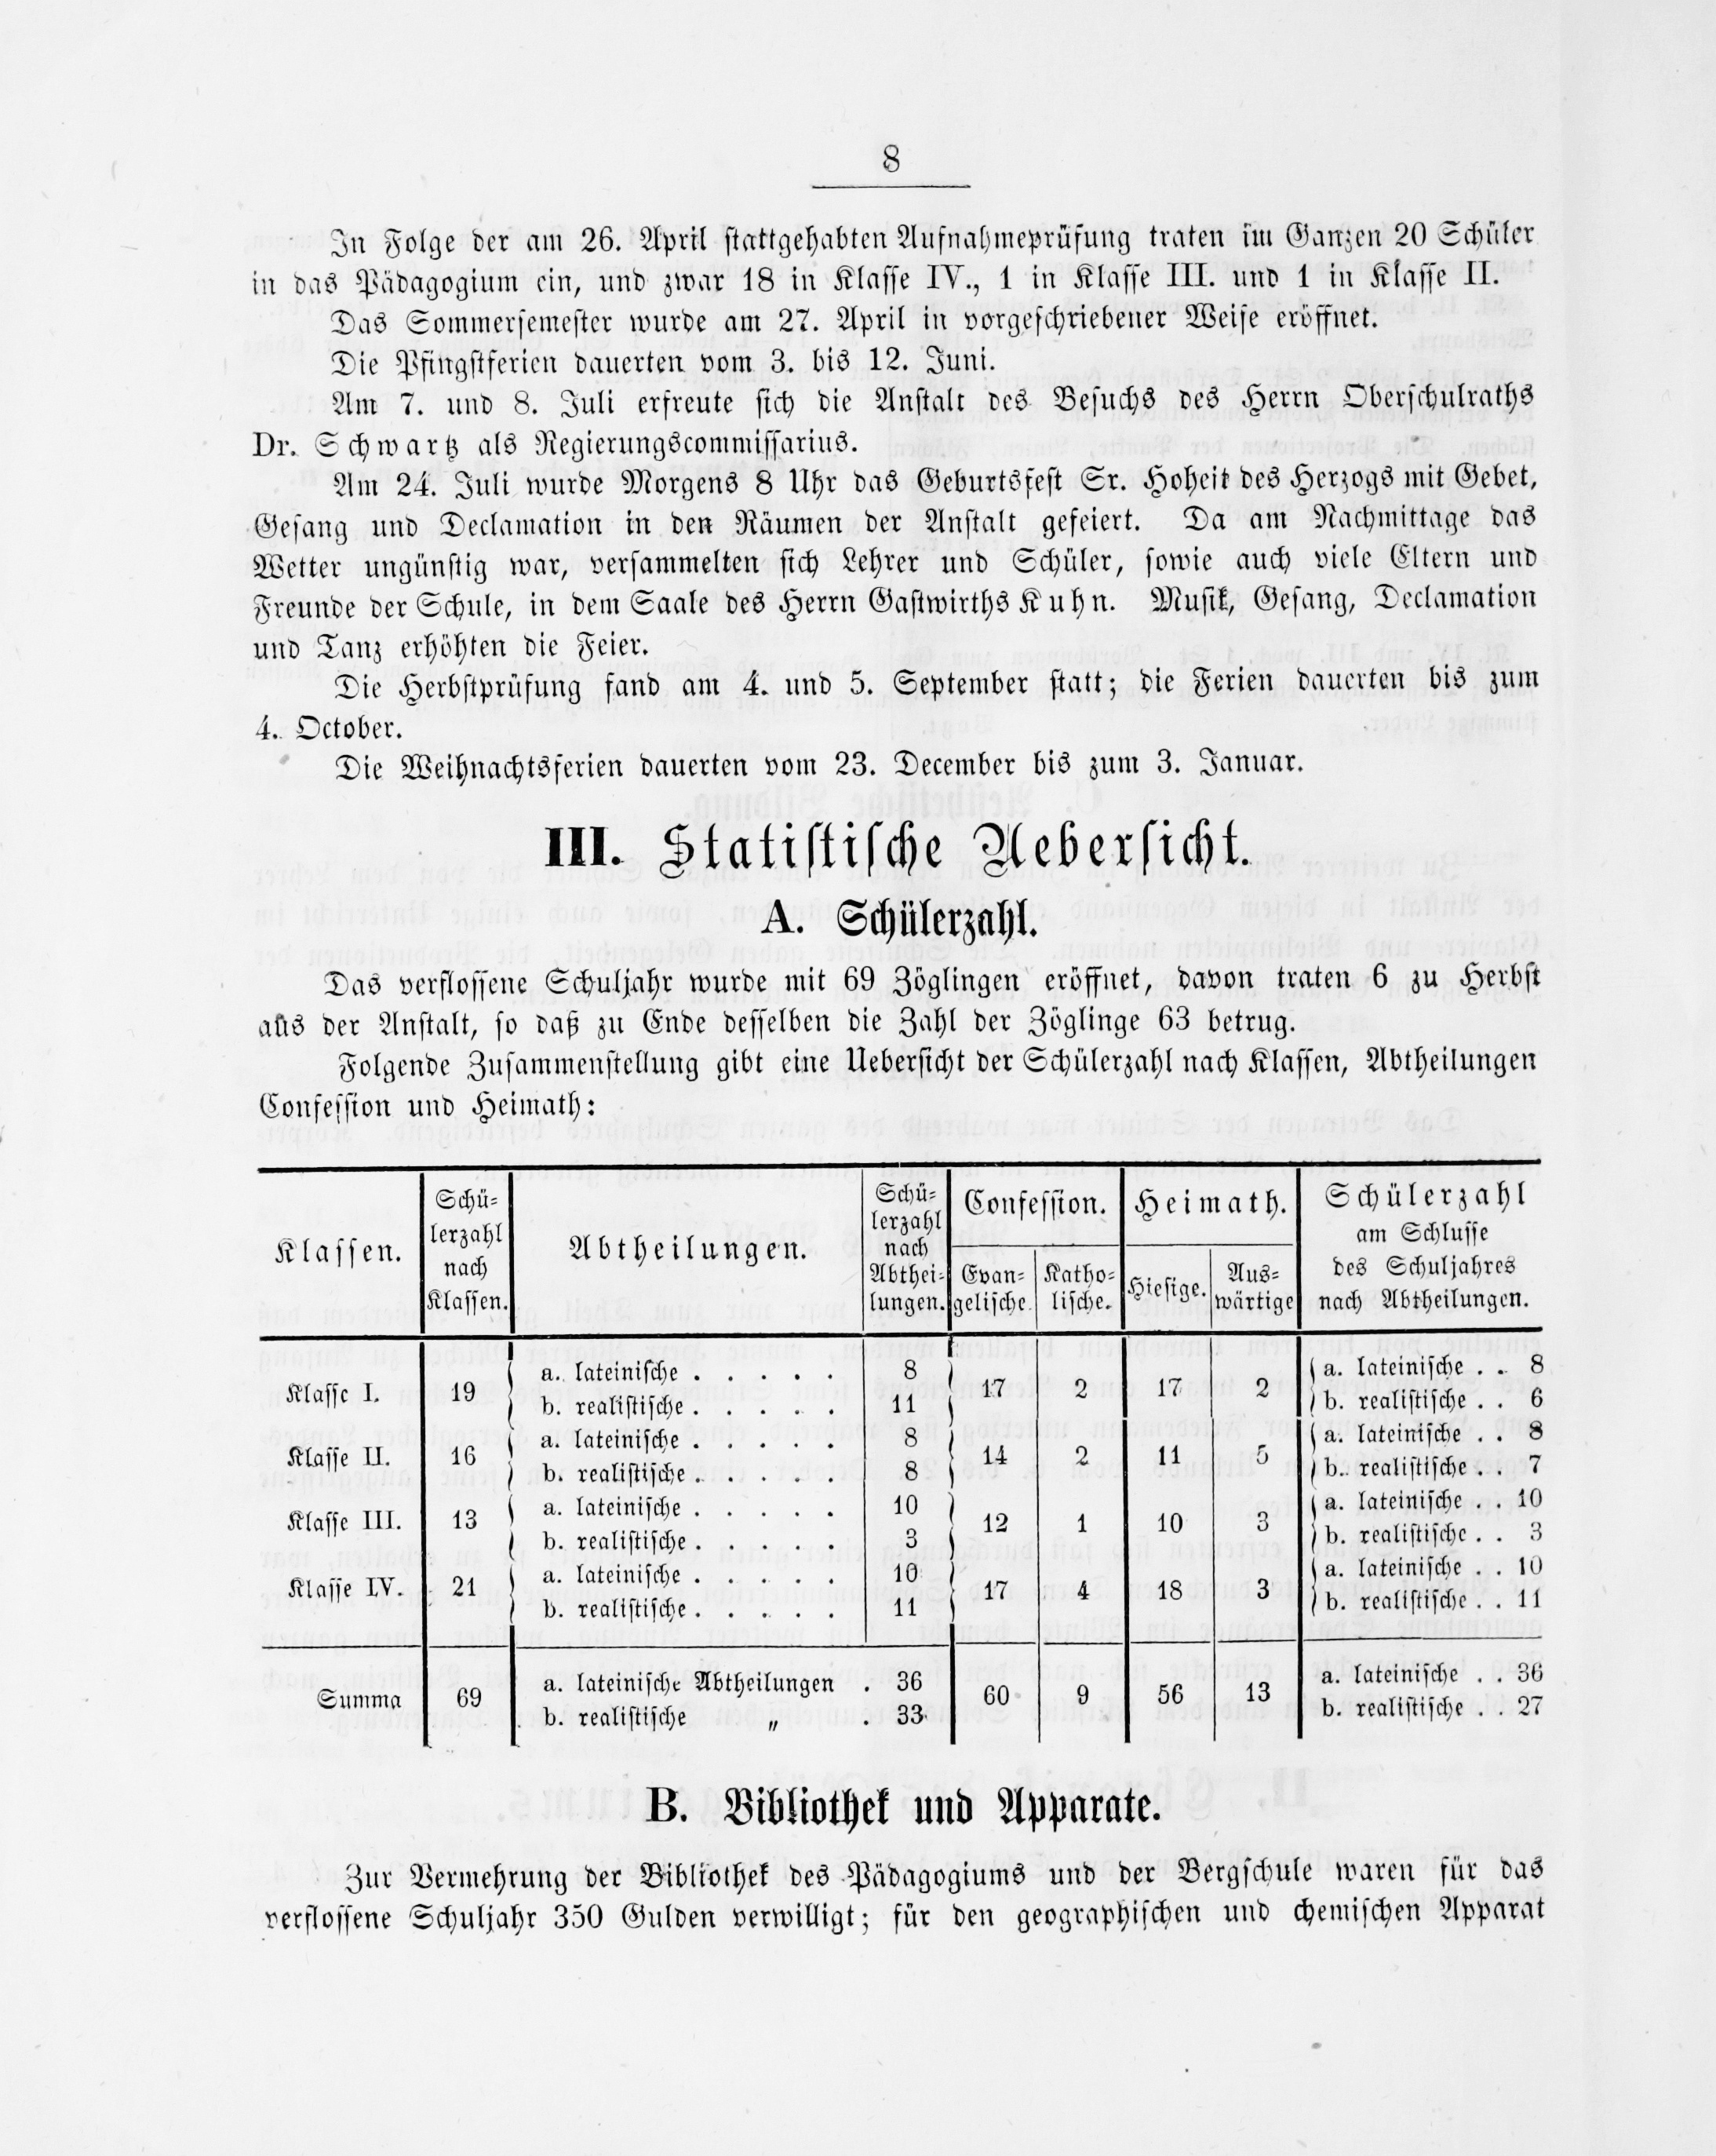 8
In Folge der am 26. April stattgehabten Aufnahmeprüfung traten im Ganzen 20 Schüler
in das Pädagogium ein, und zwar 18 in Klasse IV., 1 in Klasse III. und 1 in Klasse II.
Das Sommersemester wurde am 27. April in vorgeschriebener Weise eröffnet.
Die Pfingstferien dauerten vom 3. bis 12. Juni.
Am 7. und 8. Juli erfreute sich die Anstalt des Besuchs des Herrn Oberschulraths
Dr. Schwartz als Regierungscommissarius.
Am 24. Juli wurde Morgens 8 Uhr das Geburtsfest Sr. Hoheit des Herzogs mit Gebet,
Gesang und Declamation in den Räumen der Anstalt gefeiert. Da am Nachmittage das
Wetter ungünstig war, versammelten sich Lehrer und Schüler, sowie auch viele Eltern und
Freunde der Schule, in dem Saale des Herrn Gastwirths Kuhn. Musik, Gesang, Declamation
und Tanz erhöhten die Feier.
Die Herbstprüfung fand am 4. und 5. September statt; die Ferien dauerten bis zum
4. October.
Die Weihnachtsferien dauerten vom 23. December bis zum 3. Januar.
III. Statistische Uebersicht.
A. Schülerzahl.
Das verflossene Schuljahr wurde mit 69 Zöglingen eröffnet, davon traten 6 zu Herbst
aus der Anstalt, so daß zu Ende desselben die Zahl der Zöglinge 63 betrug.
Folgende Zusammenstellung gibt eine Uebersicht der Schülerzahl nach Klassen, Abtheilungen
Confession und Heimath:
Klassen.
Schü-
lerzahl
nach
Klassen.
Abtheilungen.
Schü-
lerzahl
nach
Abthei-
lungen.
Confession.
Evan-
gelische.
Katho-
lische.
Heimath.
Hiesige.
Aus-
wärtige
Schülerzahl
am Schlusse
des Schuljahres
nach Abtheilungen.
Klasse I. 19 a. lateinische . . . . . 8 17 2 17 2 a. lateinische . . 8
b. realistische . . . . . 11 b. realistische . . 6
Klasse II. 16 a. lateinische . . . . . 8 14 2 11 5 a. lateinische . . 8
b. realistische . . . . . 8 b. realistische . . 7
Klasse III. 13 a. lateinische . . . . . 10 12 1 10 3 a. lateinische . . 10
b. realistische . . . . . 3 b. realistische . . 3
Klasse IV. 21 a. lateinische . . . . . 10 17 4 18 3 a. lateinische . . 10
b. realistische . . . . . 11 b. realistische . . 11
Summa 69 a. lateinische Abtheilungen . 36 60 9 56 13 a. lateinische . . 36
b. realistische „ . 33 b. realistische . . 27
B. Bibliothek und Apparate.
Zur Vermehrung der Bibliothek des Pädagogiums und der Bergschule waren für das
verflossene Schuljahr 350 Gulden verwilligt; für den geographischen und chemischen Apparat